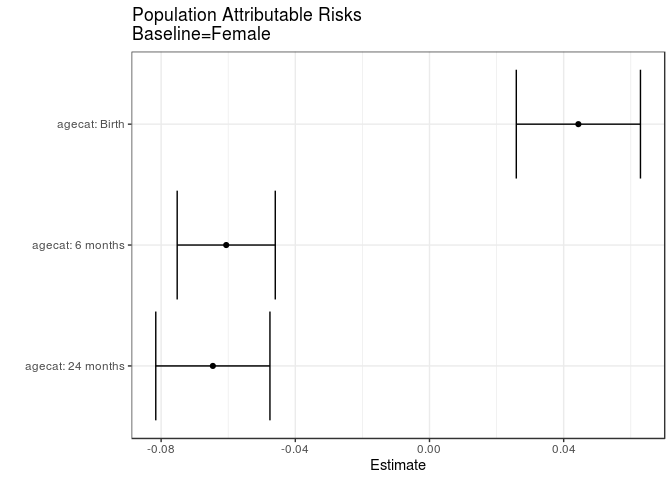 Population Attributable Risks
Baseline=Female
agecat: Birth
agecat: 6 months
agecat: 24 months
-0.08
-0.04
0.00
0.04
Estimate